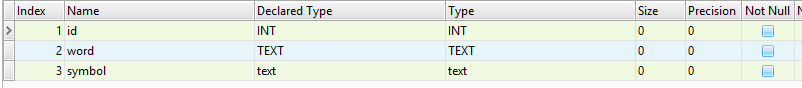 Index Name Declared Type Type Size Precision Not Null
1 id INT INT 0 0
2 word TEXT TEXT 0 0
3 symbol text text 0 0